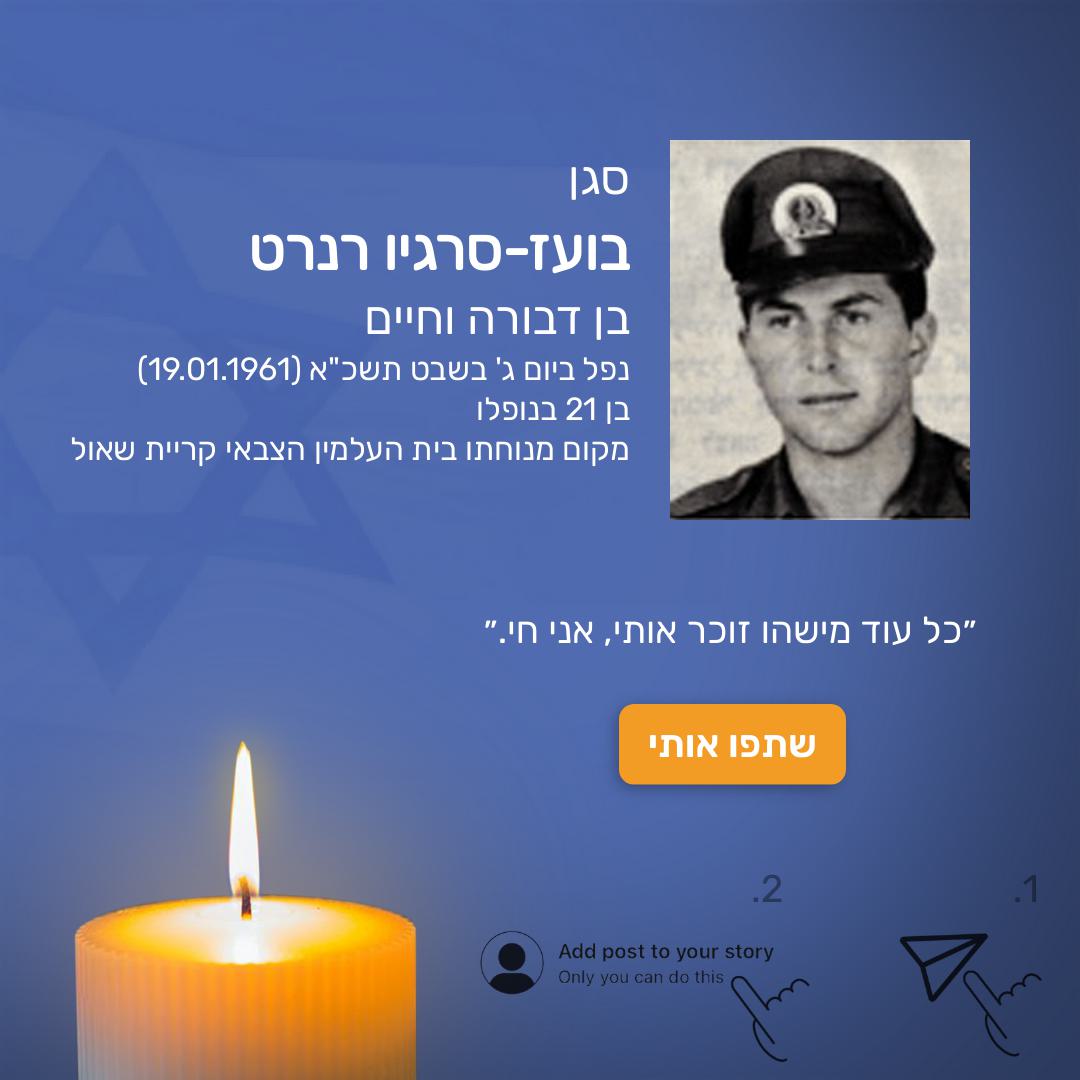 סגן
בועז-סרגיו רנרט
בן דבורה וחיים
נפל ביום ג' בשבט תשכ"א (19.01.1961)
בן 21 בנופלו
מקום מנוחתו בית העלמין הצבאי קריית שאול
״כל עוד מישהו זוכר אותי, אני חי.״
שתפו אותי
.1
.2
Add post to your story
Only you can do this